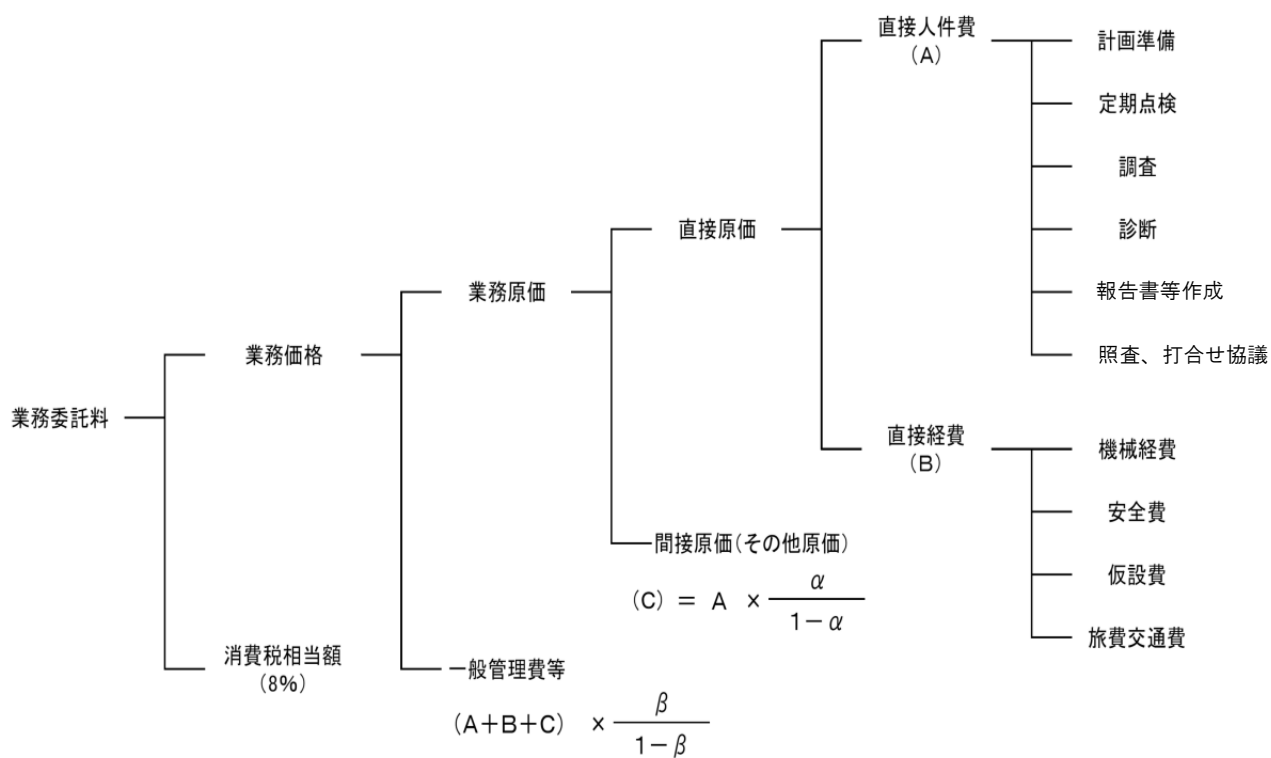 直接人件費
（A）
計画準備
定期点検
調査
診断
報告書等作成
照査、打合せ協議
直接原価
業務原価
業務価格
業務委託料
直接経費
（B）
機械経費
安全費
仮設費
旅費交通費
間接原価（その他原価）
（C）＝ A × α/1－α
消費税相当額
（8%）
一般管理費等
（A＋B＋C） × β/1－β